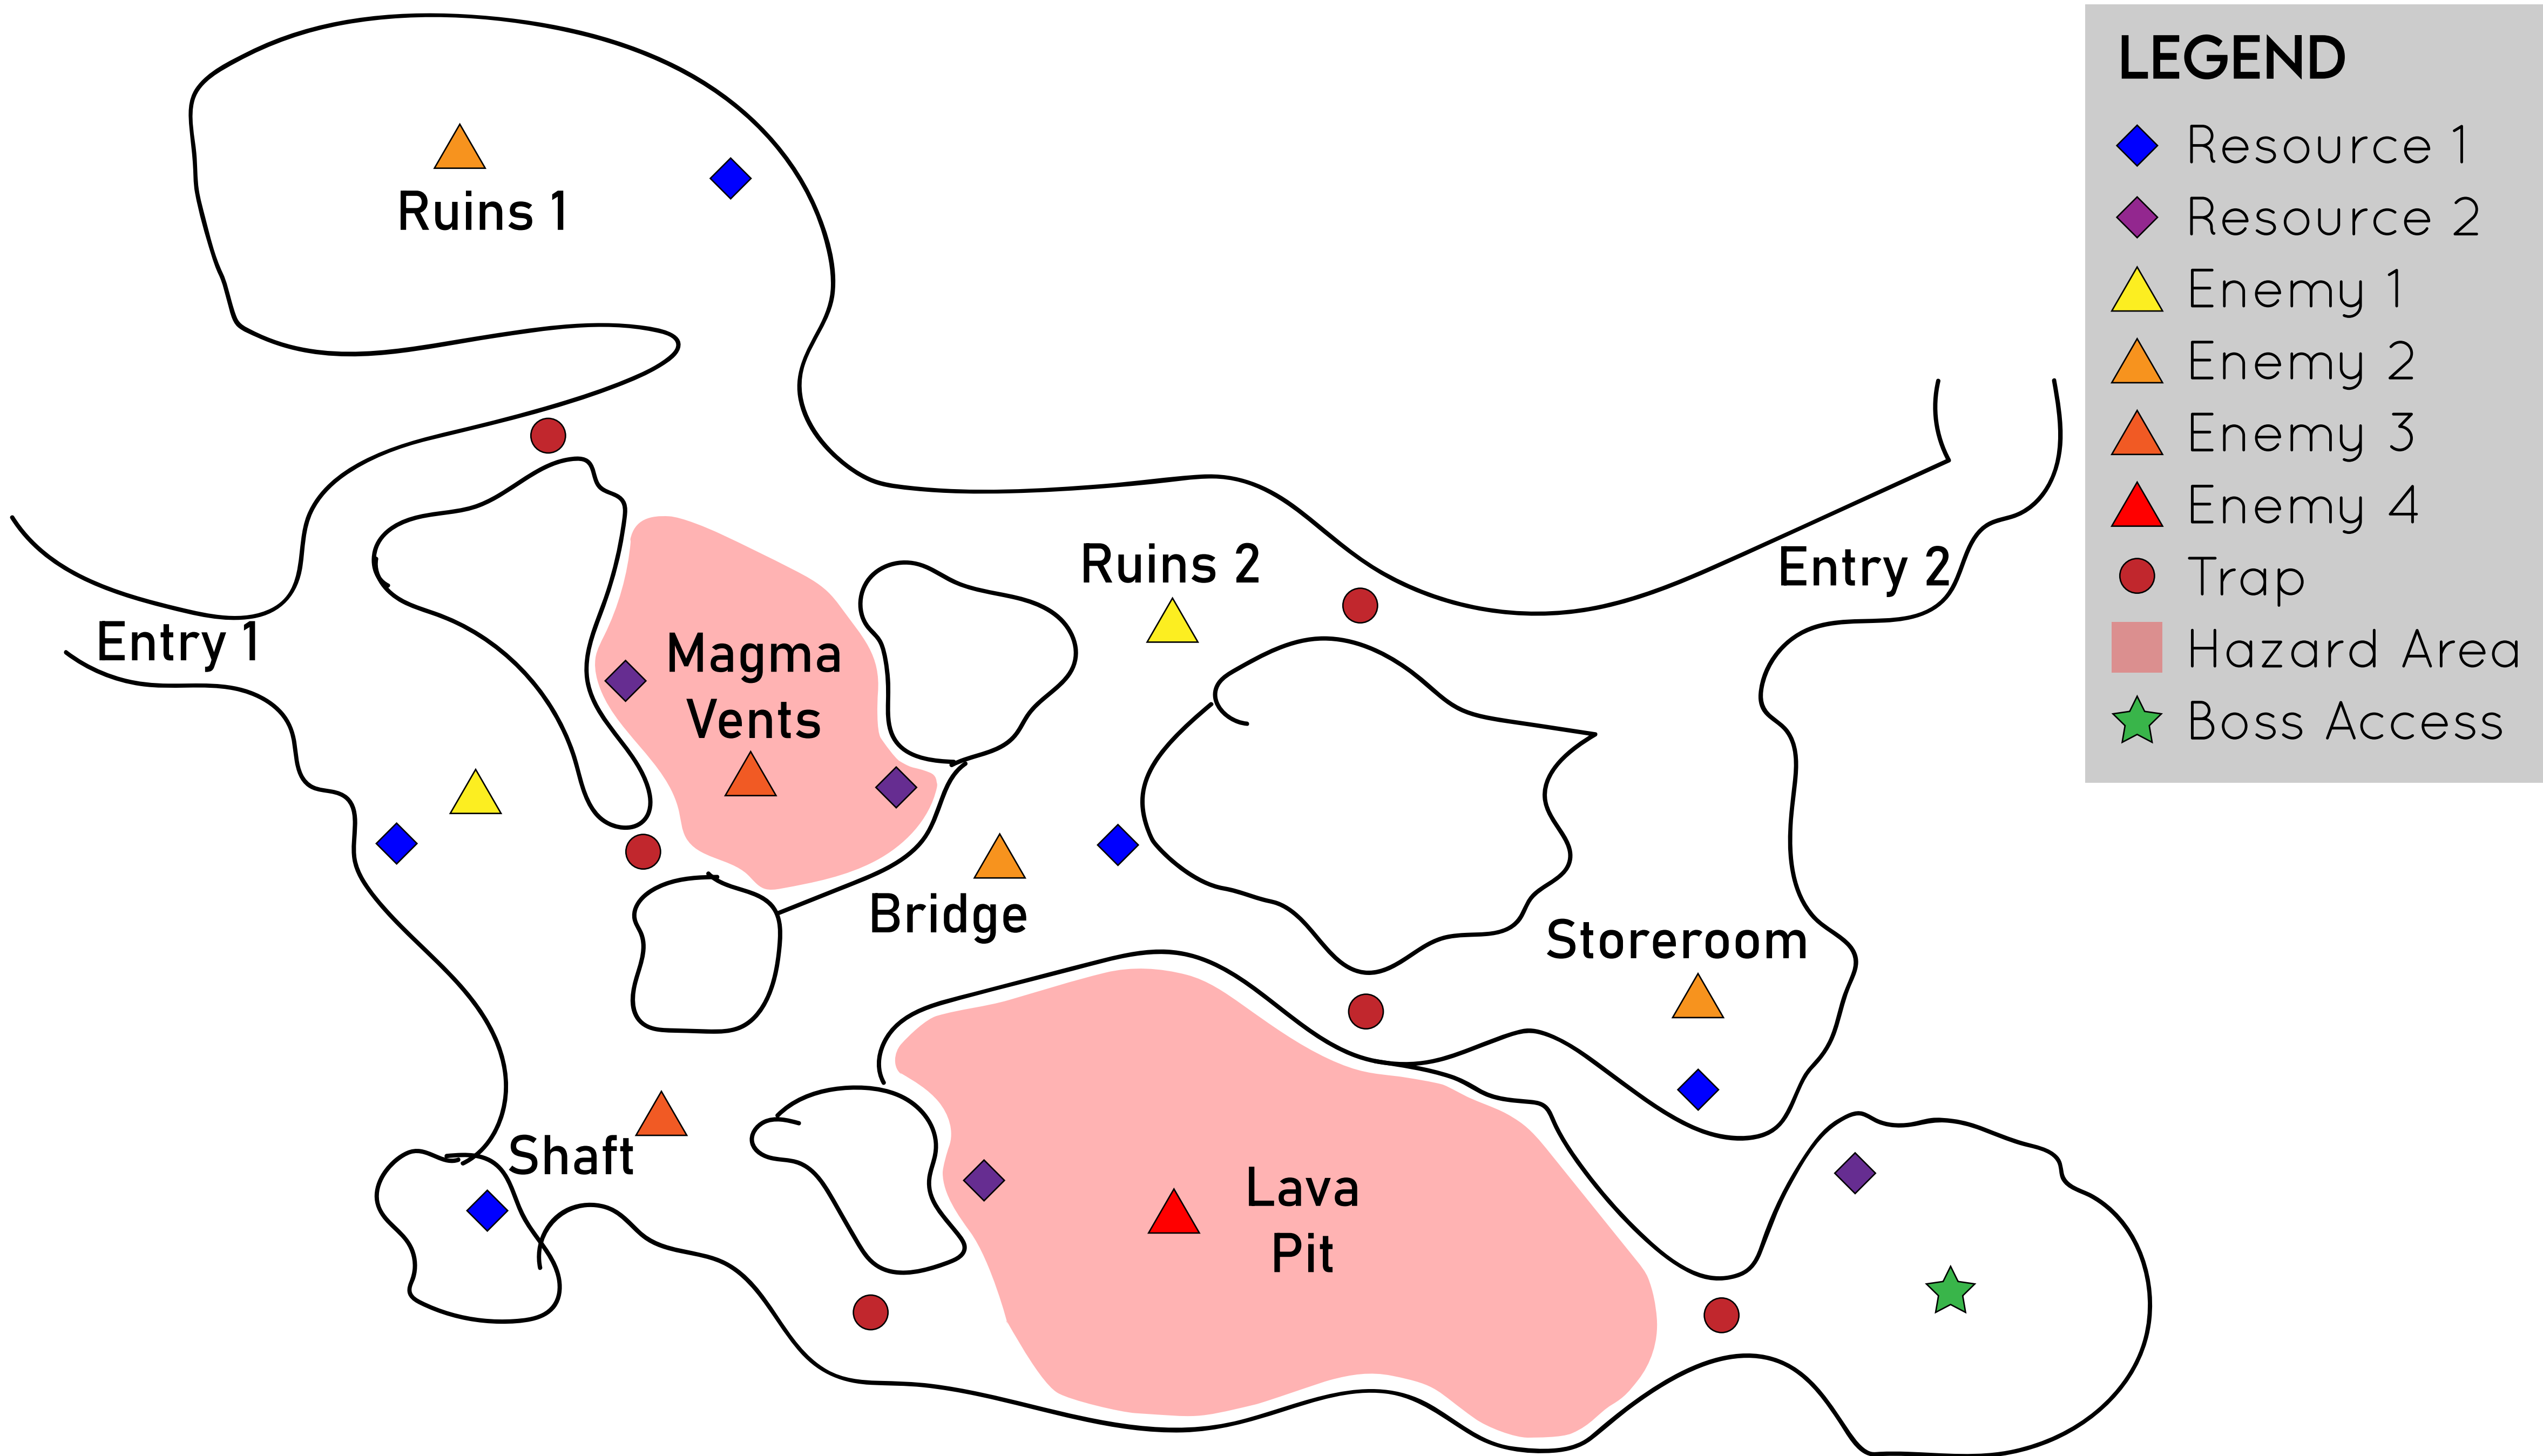 Ruins 1
Ruins 2
Entry 2
Entry 1
Magma
Vents
Bridge
Storeroom
Shaft
Lava
Pit
LEGEND
Resource 1
Resource 2
Enemy 1
Enemy 2
Enemy 3
Enemy 4
Trap
Hazard Area
Boss Access